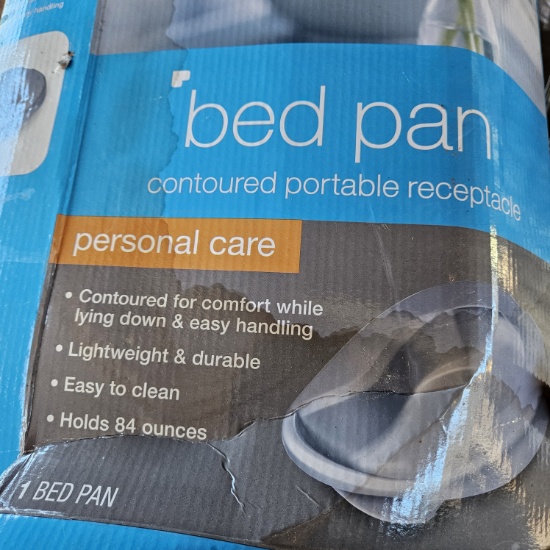 handling
bed pan
contoured portable receptacle
personal care
• Contoured for comfort while
lying down & easy handling
• Lightweight & durable
• Easy to clean
• Holds 84 ounces
1 BED PAN